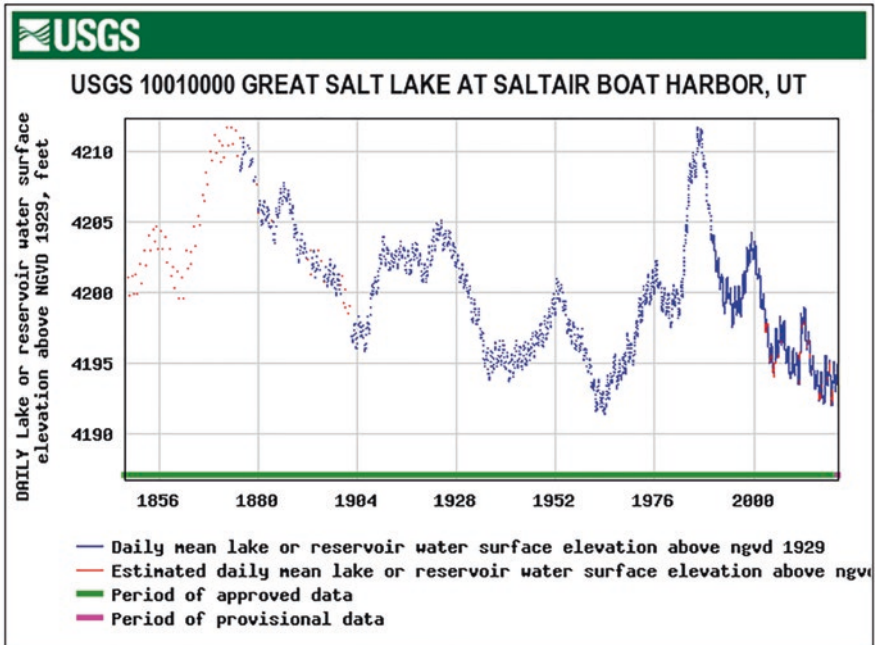 USGS
USGS 10010000 GREAT SALT LAKE AT SALTAIR BOAT HARBOR, UT
DAILY Lake or reservoir water surface
elevation above NGVD 1929, feet
4210
4205
4200
4195
4190
1856 1880 1904 1928 1952 1976 2000
Daily mean lake or reservoir water surface elevation above ngvd 1929
Estimated daily mean lake or reservoir water surface elevation above ngv
Period of approved data
Period of provisional data